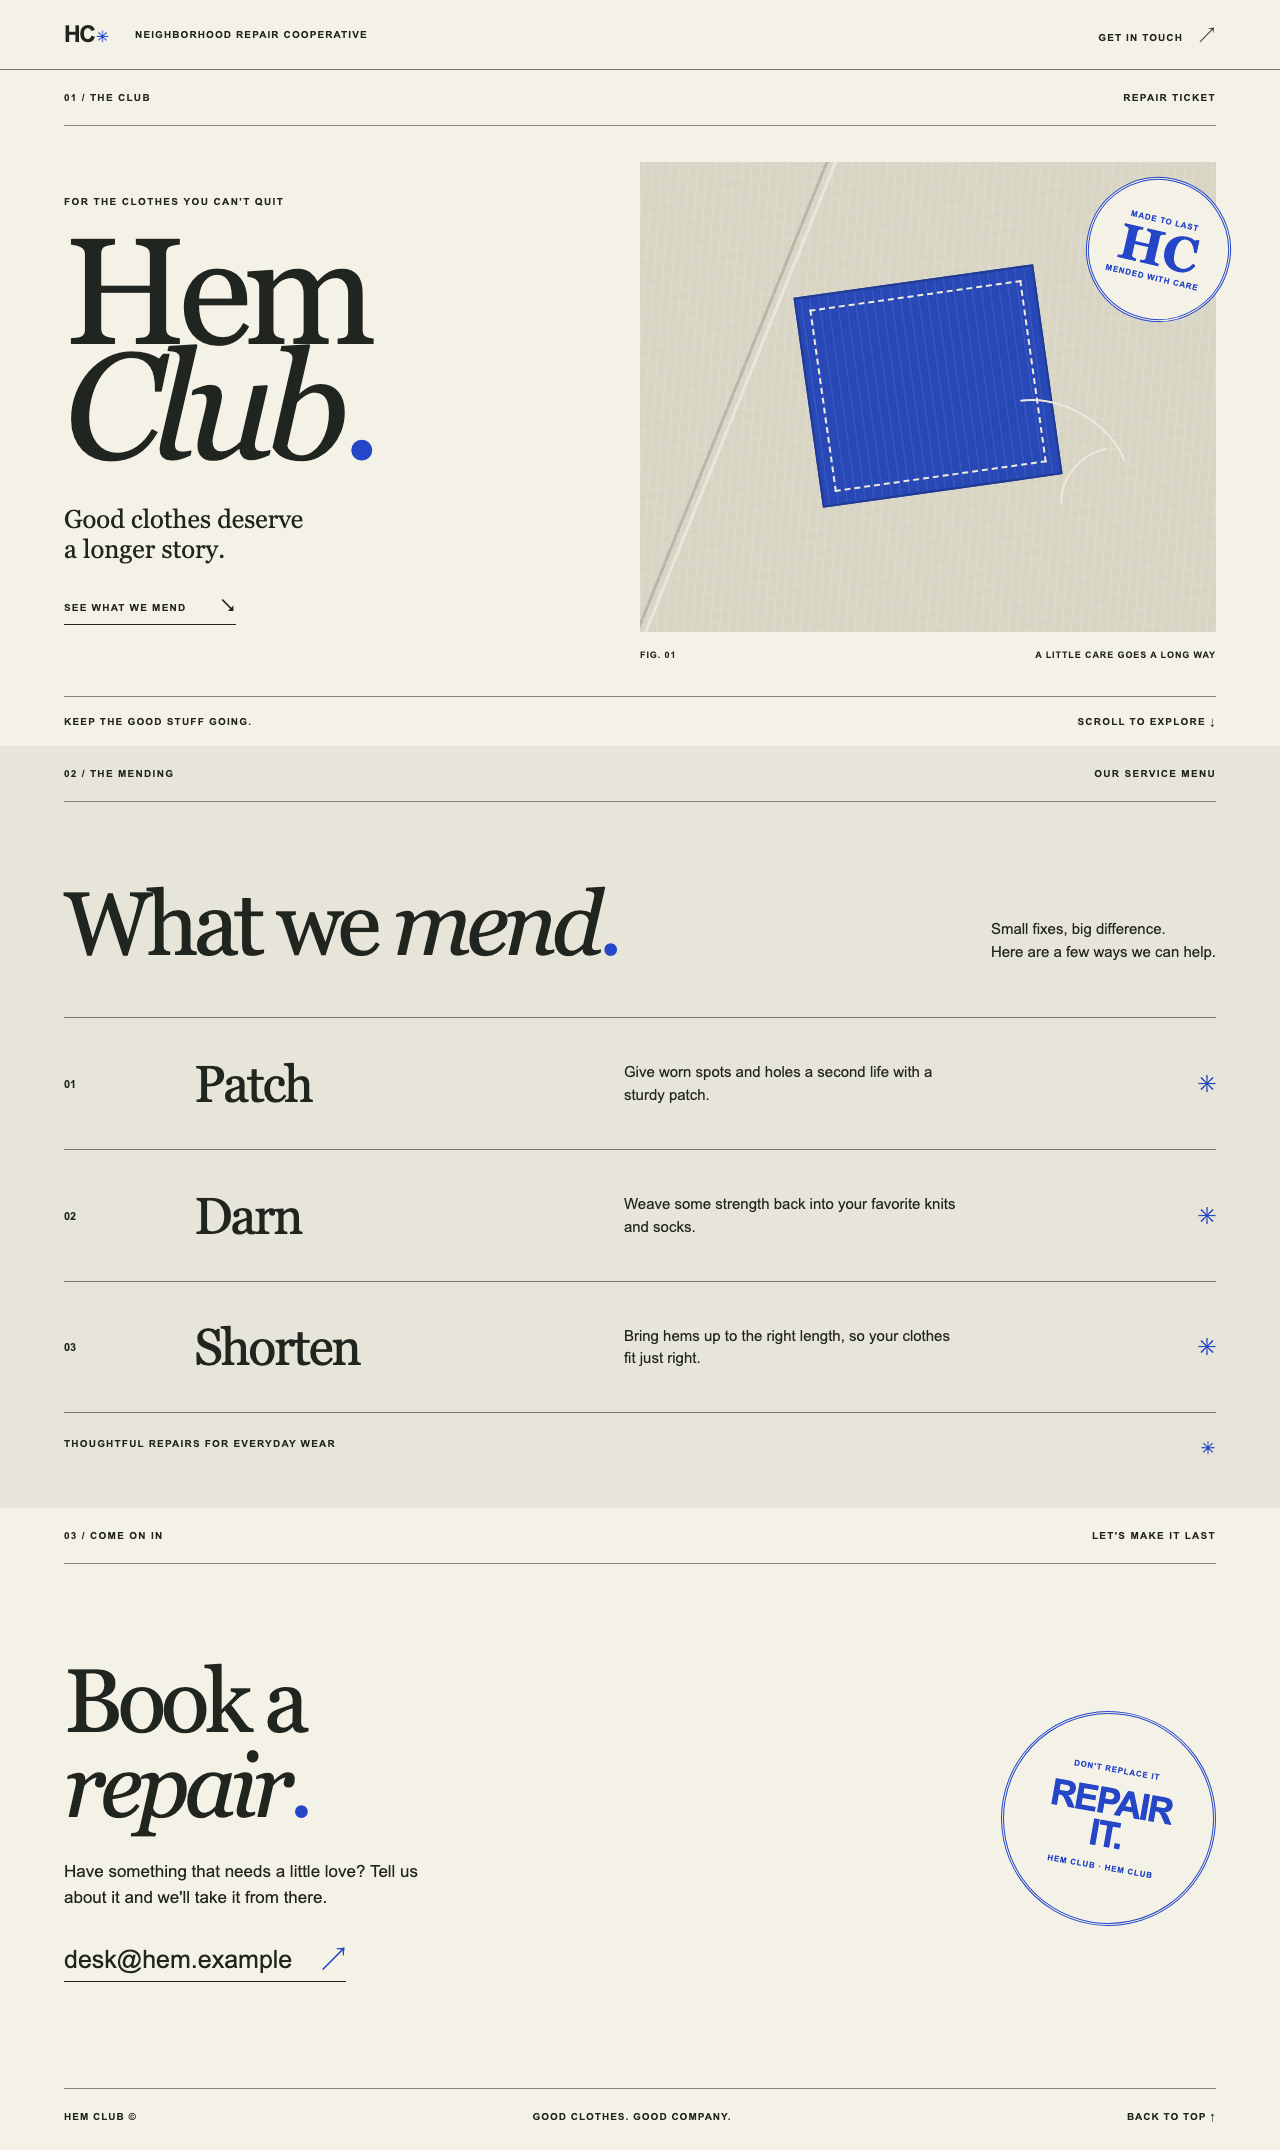 HC✳ NEIGHBORHOOD REPAIR COOPERATIVE
GET IN TOUCH ↗
01 / THE CLUB
REPAIR TICKET
FOR THE CLOTHES YOU CAN'T QUIT
Hem
Club.
Good clothes deserve
a longer story.
SEE WHAT WE MEND ↘
MADE TO LAST
HC
MENDED WITH CARE
FIG. 01
A LITTLE CARE GOES A LONG WAY
KEEP THE GOOD STUFF GOING.
SCROLL TO EXPLORE ↓
02 / THE MENDING
OUR SERVICE MENU
What we mend.
Small fixes, big difference.
Here are a few ways we can help.
01
Patch
Give worn spots and holes a second life with a
sturdy patch.
✳
02
Darn
Weave some strength back into your favorite knits
and socks.
✳
03
Shorten
Bring hems up to the right length, so your clothes
fit just right.
✳
THOUGHTFUL REPAIRS FOR EVERYDAY WEAR
✳
03 / COME ON IN
LET'S MAKE IT LAST
Book a
repair.
Have something that needs a little love? Tell us
about it and we'll take it from there.
desk@hem.example ↗
DON'T REPLACE IT
REPAIR
IT.
HEM CLUB · HEM CLUB
HEM CLUB ©
GOOD CLOTHES. GOOD COMPANY.
BACK TO TOP ↑